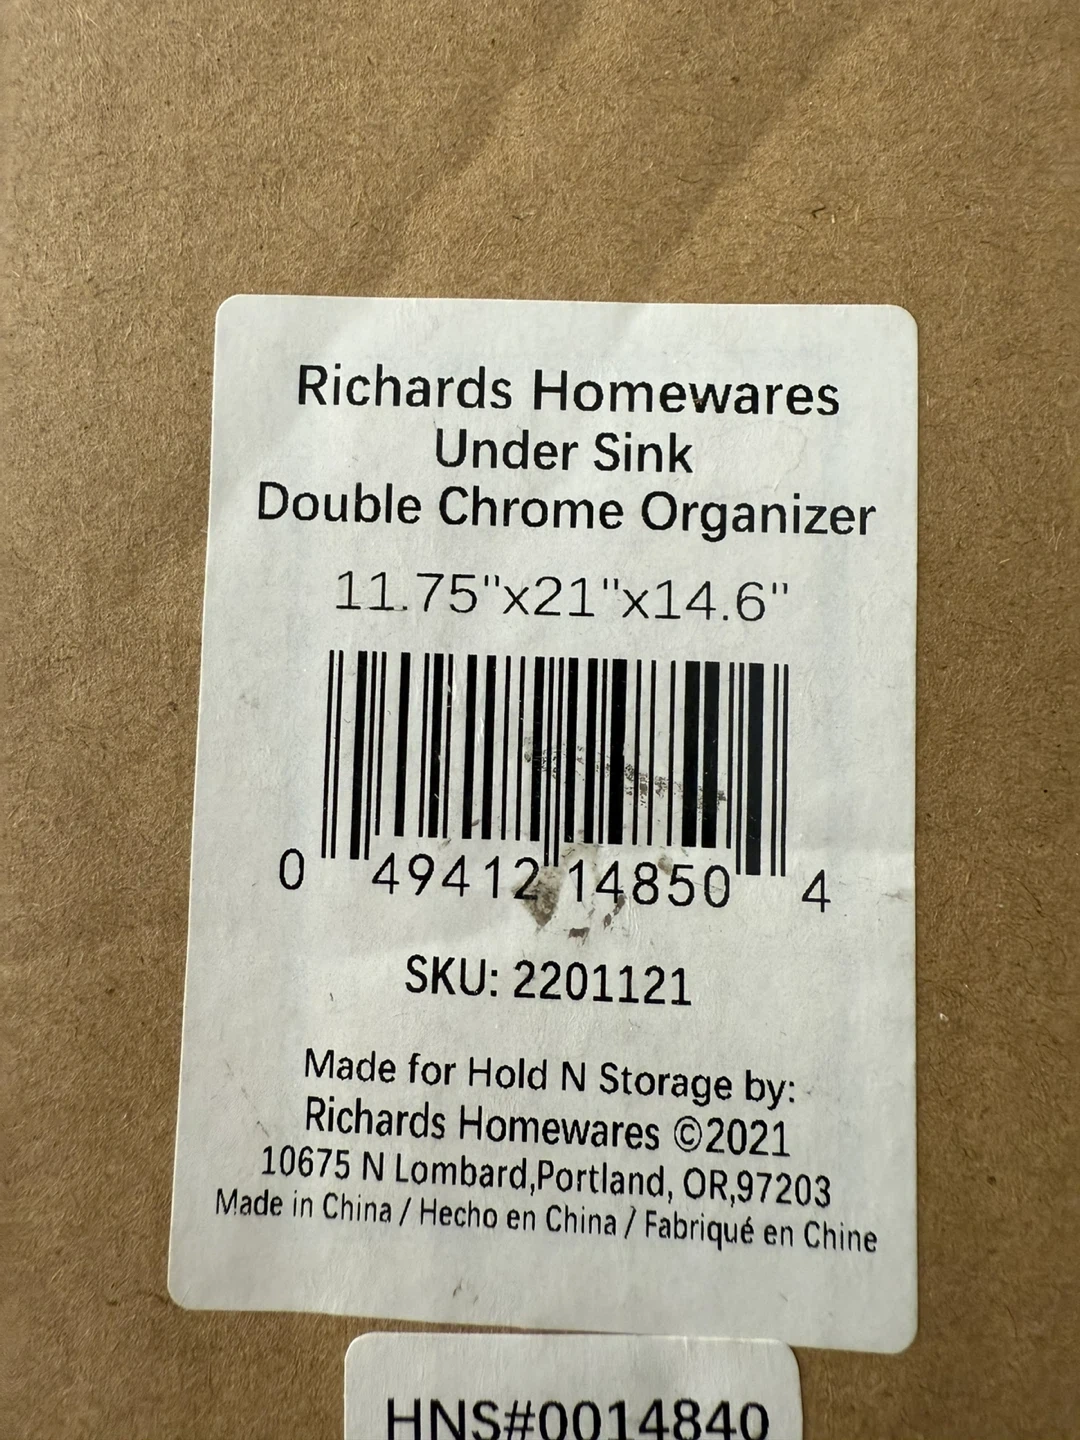 Richards Homewares
Under Sink
Double Chrome Organizer
11.75"x21"x14.6"
0 49412 14850 4
SKU: 2201121
Made for Hold N Storage by:
Richards Homewares ©2021
10675 N Lombard,Portland, OR,97203
Made in China / Hecho en China / Fabriqué en Chine
HNS#0014840